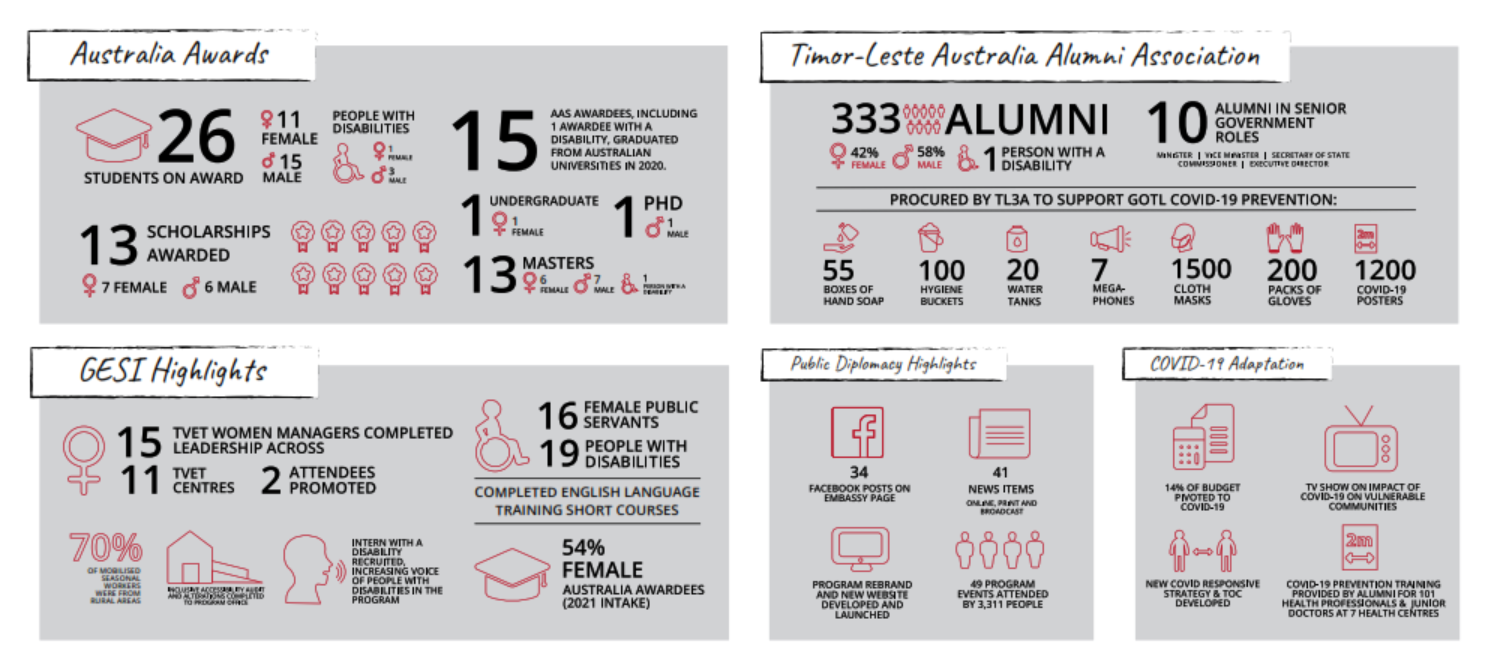 Australia Awards
26
STUDENTS ON AWARD
11
FEMALE
15
MALE
PEOPLE WITH
DISABILITIES
1
FEMALE
3
MALE
15
AAS AWARDEES, INCLUDING
1 AWARDEE WITH A
DISABILITY, GRADUATED
FROM AUSTRALIAN
UNIVERSITIES IN 2020.
13 SCHOLARSHIPS
AWARDED
7 FEMALE 6 MALE
1 UNDERGRADUATE
1
FEMALE
1 PHD
1
MALE
13 MASTERS
6
FEMALE
7
MALE
1
PERSON WITH A
DISABILITY
Timor-Leste Australia Alumni Association
333 ALUMNI
42%
FEMALE
58%
MALE
1 PERSON WITH A
DISABILITY
10 ALUMNI IN SENIOR
GOVERNMENT
ROLES
MINISTER | VICE MINISTER | SECRETARY OF STATE
COMMISSIONER | EXECUTIVE DIRECTOR
PROCURED BY TL3A TO SUPPORT GOTL COVID-19 PREVENTION:
55
BOXES OF
HAND SOAP
100
HYGIENE
BUCKETS
20
WATER
TANKS
7
MEGA-
PHONES
1500
CLOTH
MASKS
200
PACKS OF
GLOVES
2m
1200
COVID-19
POSTERS
GESI Highlights
15 TVET WOMEN MANAGERS COMPLETED
LEADERSHIP ACROSS
11 TVET
CENTRES
2 ATTENDEES
PROMOTED
70%
OF MOBILISED
SEASONAL
WORKERS
WERE FROM
RURAL AREAS
INCLUSIVE ACCESSIBILITY AUDIT
AND ALTERATIONS COMPLETED
TO PROGRAM OFFICE
INTERN WITH A
DISABILITY
RECRUITED,
INCREASING VOICE
OF PEOPLE WITH
DISABILITIES IN THE
PROGRAM
16 FEMALE PUBLIC
SERVANTS
19 PEOPLE WITH
DISABILITIES
COMPLETED ENGLISH LANGUAGE
TRAINING SHORT COURSES
54%
FEMALE
AUSTRALIA AWARDEES
(2021 INTAKE)
Public Diplomacy Highlights
34
FACEBOOK POSTS ON
EMBASSY PAGE
41
NEWS ITEMS
ONLINE, PRINT AND
BROADCAST
PROGRAM REBRAND
AND NEW WEBSITE
DEVELOPED AND
LAUNCHED
49 PROGRAM
EVENTS ATTENDED
BY 3,311 PEOPLE
COVID-19 Adaptation
14% OF BUDGET
PIVOTED TO
COVID-19
TV SHOW ON IMPACT OF
COVID-19 ON VULNERABLE
COMMUNITIES
NEW COVID RESPONSIVE
STRATEGY & TOC
DEVELOPED
2m
COVID-19 PREVENTION TRAINING
PROVIDED BY ALUMNI FOR 101
HEALTH PROFESSIONALS & JUNIOR
DOCTORS AT 7 HEALTH CENTRES